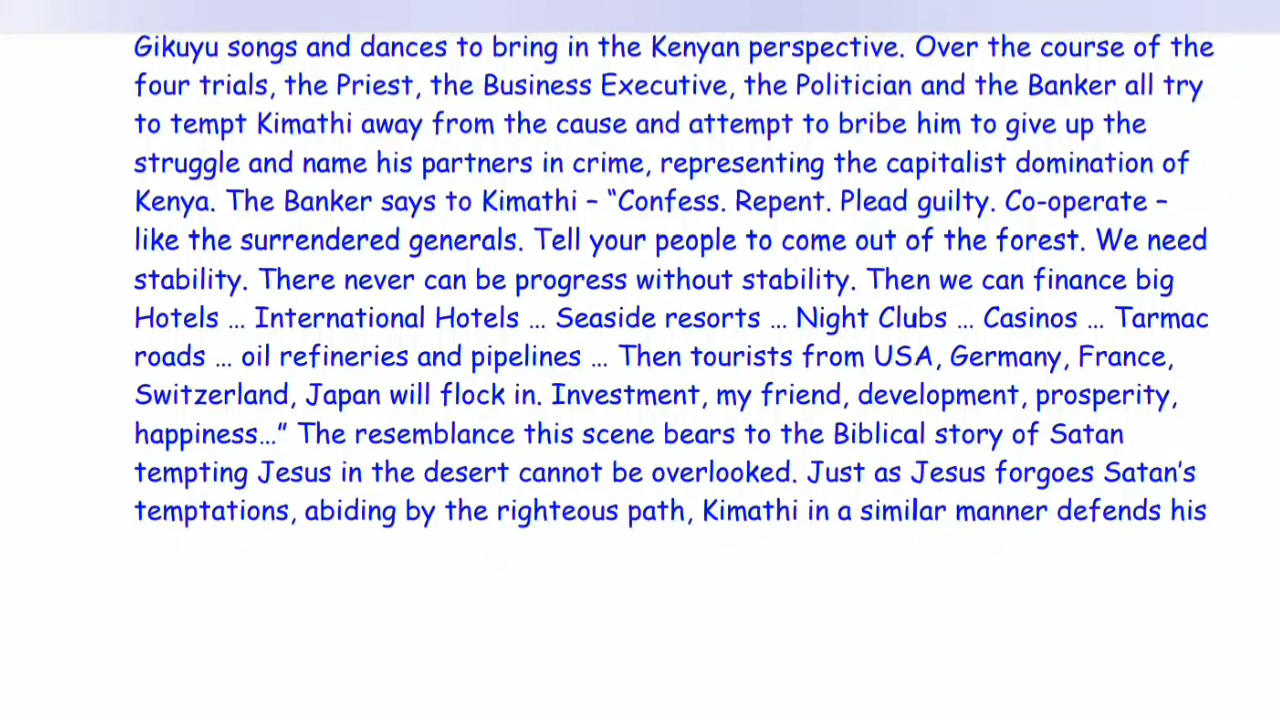 Gikuyu songs and dances to bring in the Kenyan perspective. Over the course of the
four trials, the Priest, the Business Executive, the Politician and the Banker all try
to tempt Kimathi away from the cause and attempt to bribe him to give up the
struggle and name his partners in crime, representing the capitalist domination of
Kenya. The Banker says to Kimathi – “Confess. Repent. Plead guilty. Co-operate –
like the surrendered generals. Tell your people to come out of the forest. We need
stability. There never can be progress without stability. Then we can finance big
Hotels … International Hotels … Seaside resorts … Night Clubs … Casinos … Tarmac
roads … oil refineries and pipelines … Then tourists from USA, Germany, France,
Switzerland, Japan will flock in. Investment, my friend, development, prosperity,
happiness…” The resemblance this scene bears to the Biblical story of Satan
tempting Jesus in the desert cannot be overlooked. Just as Jesus forgoes Satan’s
temptations, abiding by the righteous path, Kimathi in a similar manner defends his